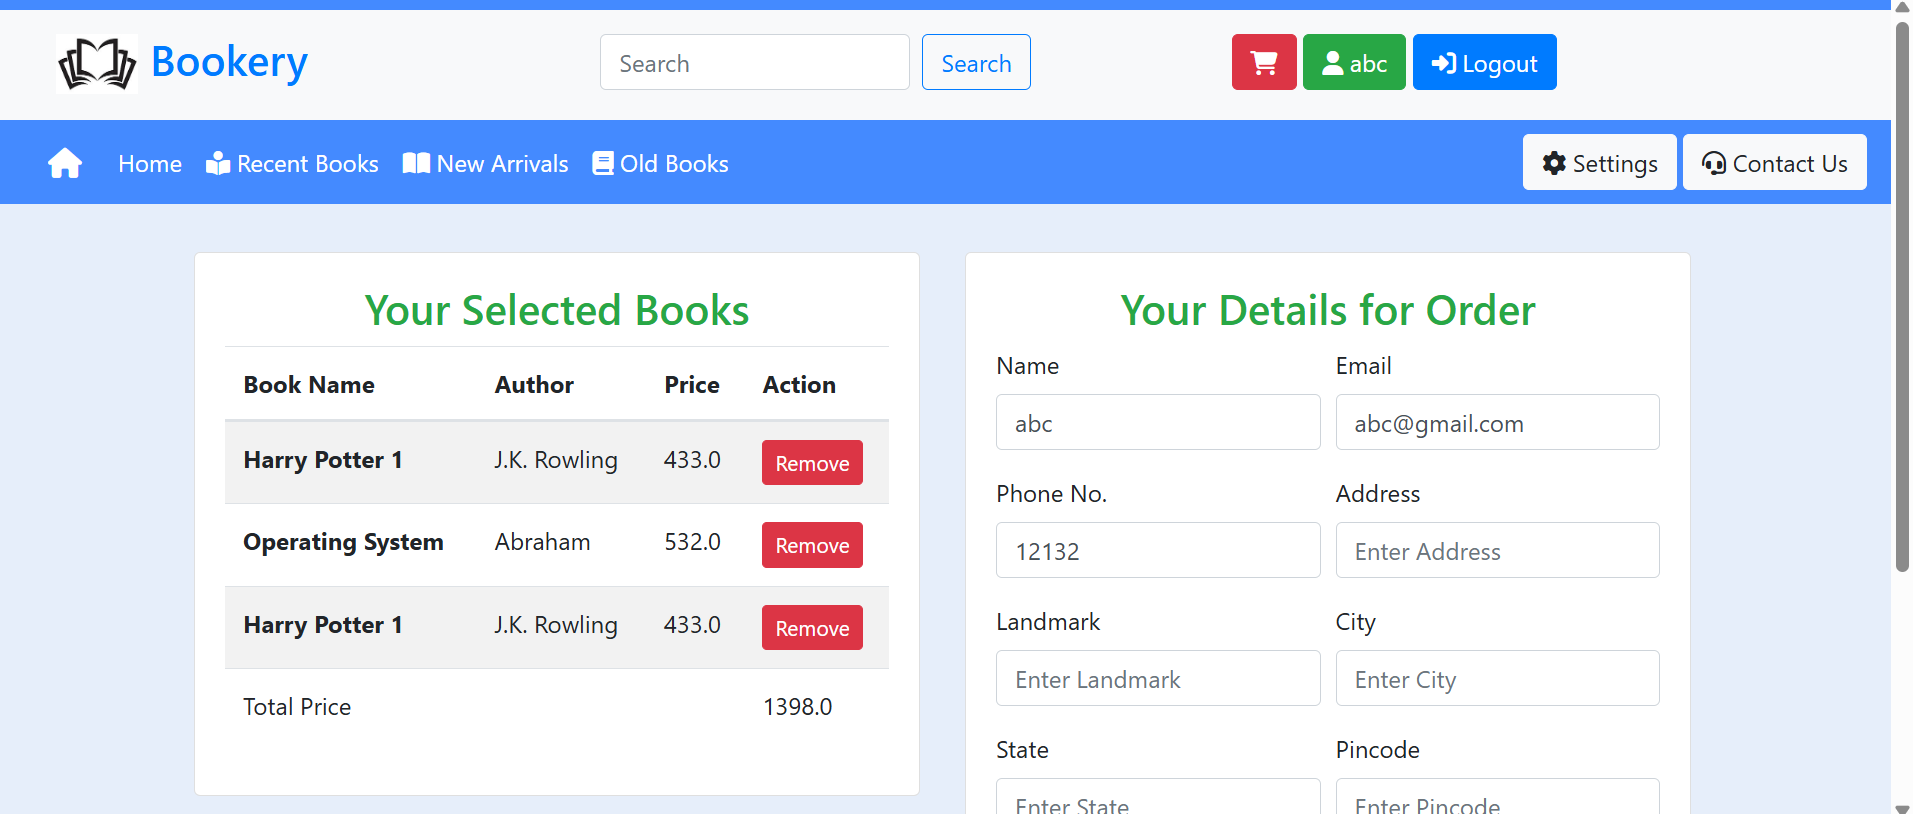 Bookery
Search
Search
abc
Logout
Home
Recent Books
New Arrivals
Old Books
Settings
Contact Us
Your Selected Books
Book Name Author Price Action
Harry Potter 1 J.K. Rowling 433.0 Remove
Operating System Abraham 532.0 Remove
Harry Potter 1 J.K. Rowling 433.0 Remove
Total Price 1398.0
Your Details for Order
Name Email
abc abc@gmail.com
Phone No. Address
12132 Enter Address
Landmark City
Enter Landmark Enter City
State Pincode
Enter State Enter Pincode